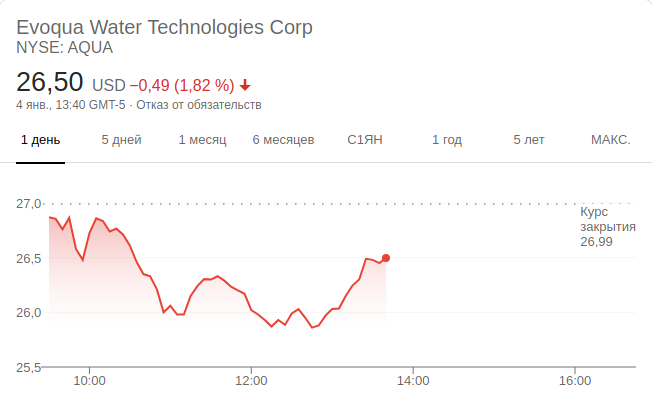 Evoqua Water Technologies Corp
NYSE: AQUA
26,50 USD −0,49 (1,82 %)
4 янв., 13:40 GMT-5 · Отказ от обязательств
1 день 5 дней 1 месяц 6 месяцев С1ЯН 1 год 5 лет МАКС.
27,0
Курс
закрытия
26,99
26,5
26,0
25,5
10:00 12:00 14:00 16:00